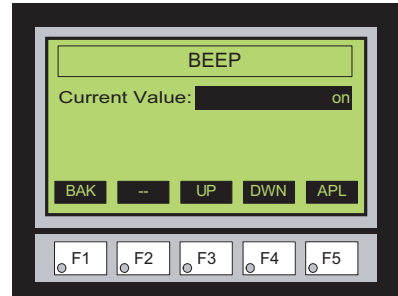 BEEP
Current Value: on
BAK -- UP DWN APL
F1 F2 F3 F4 F5